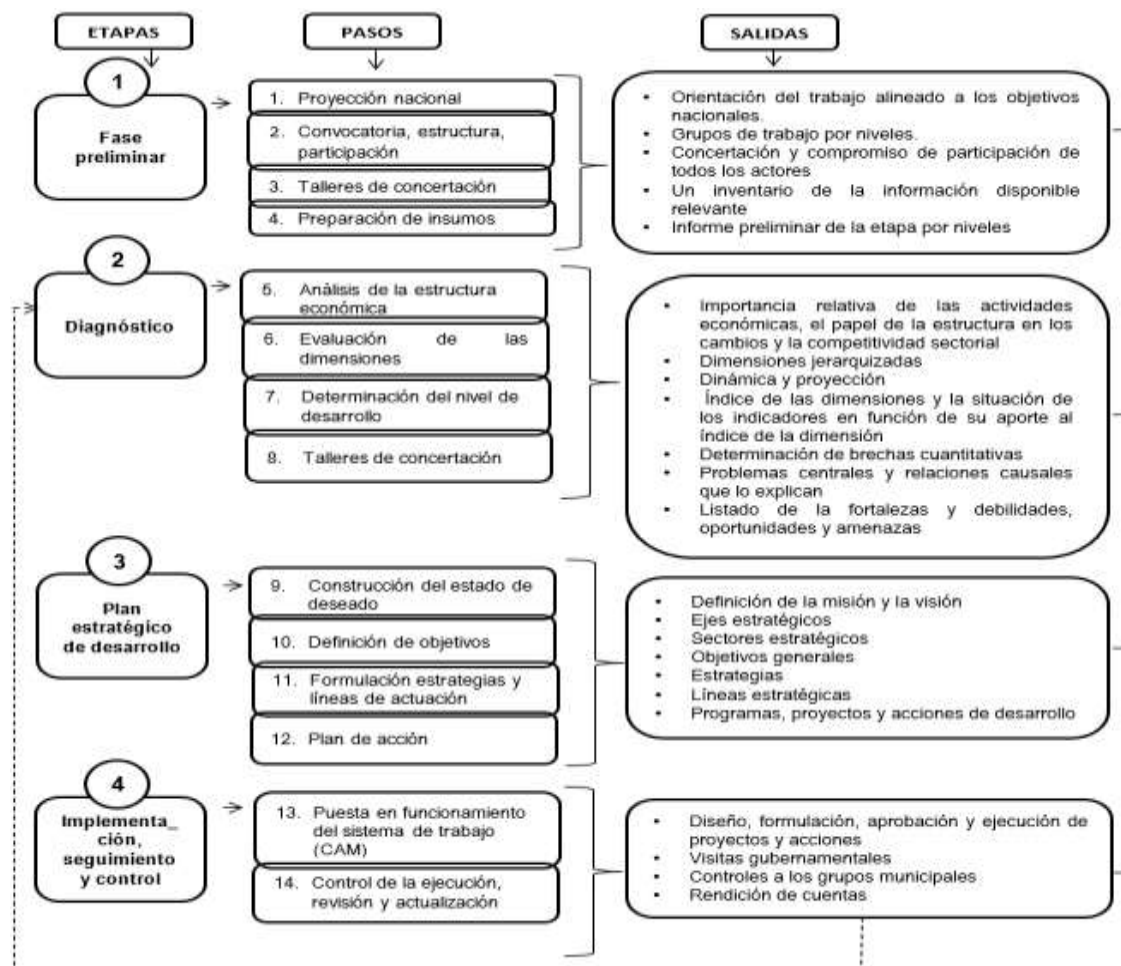 ETAPAS
PASOS
SALIDAS
1
Fase
preliminar
1. Proyección nacional
2. Convocatoria, estructura,
participación
3. Talleres de concertación
4. Preparación de insumos
• Orientación del trabajo alineado a los objetivos
nacionales.
• Grupos de trabajo por niveles.
• Concertación y compromiso de participación de
todos los actores
• Un inventario de la información disponible
relevante
• Informe preliminar de la etapa por niveles
2
Diagnóstico
5. Análisis de la estructura
económica
6. Evaluación de las
dimensiones
7. Determinación del nivel de
desarrollo
8. Talleres de concertación
• Importancia relativa de las actividades
económicas, el papel de la estructura en los
cambios y la competitividad sectorial
• Dimensiones jerarquizadas
• Dinámica y proyección
• Índice de las dimensiones y la situación de
los indicadores en función de su aporte al
índice de la dimensión
• Determinación de brechas cuantitativas
• Problemas centrales y relaciones causales
que lo explican
• Listado de la fortalezas y debilidades,
oportunidades y amenazas
3
Plan
estratégico
de desarrollo
9. Construcción del estado de
deseado
10. Definición de objetivos
11. Formulación estrategias y
líneas de actuación
12. Plan de acción
• Definición de la misión y la visión
• Ejes estratégicos
• Sectores estratégicos
• Objetivos generales
• Estrategias
• Líneas estratégicas
• Programas, proyectos y acciones de desarrollo
4
Implementa_
ción,
seguimiento
y control
13. Puesta en funcionamiento
del sistema de trabajo
(CAM)
14. Control de la ejecución,
revisión y actualización
• Diseño, formulación, aprobación y ejecución de
proyectos y acciones
• Visitas gubernamentales
• Controles a los grupos municipales
• Rendición de cuentas